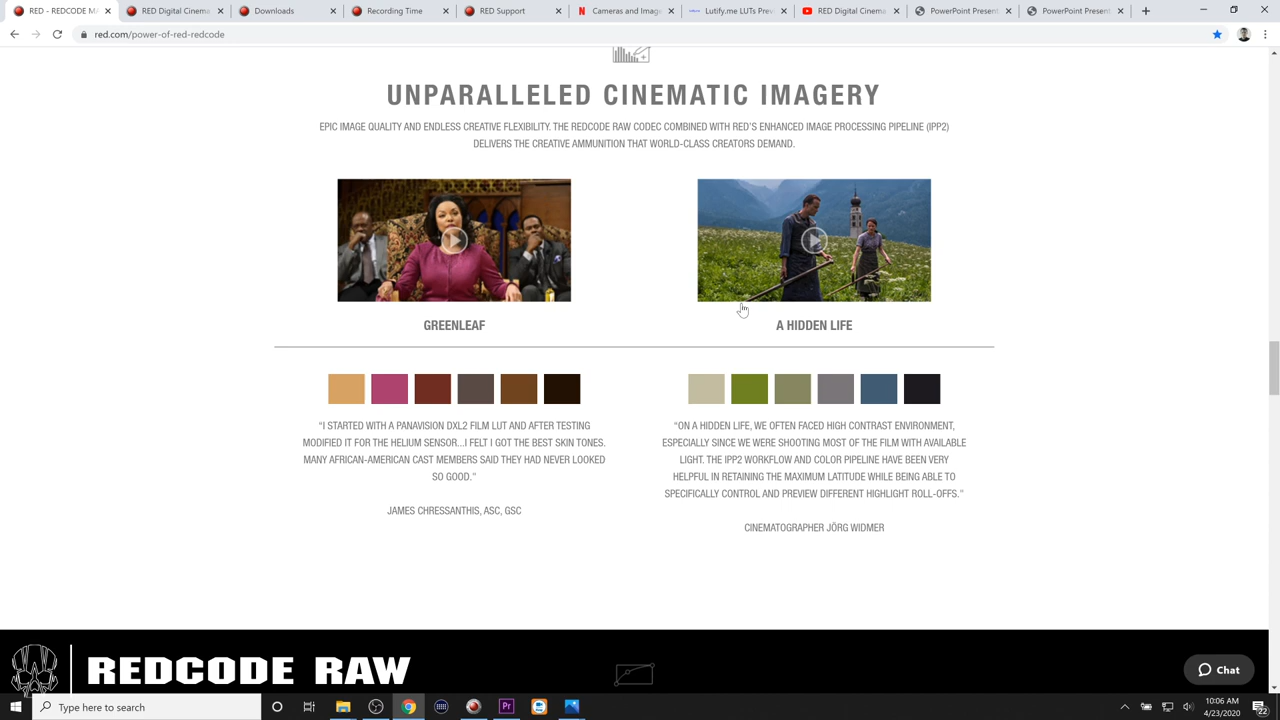 RED - REDCODE MA
RED Digital Cinema
Downloads
Recording Time
RED Support
Cameras and Imag
Lutify.me LUTs Prev
RED Digital Cinema
PowerPoint Present
PowerPoint Present
red.com/power-of-red-redcode
UNPARALLELED CINEMATIC IMAGERY
EPIC IMAGE QUALITY AND ENDLESS CREATIVE FLEXIBILITY. THE REDCODE RAW CODEC COMBINED WITH RED'S ENHANCED IMAGE PROCESSING PIPELINE (IPP2)
DELIVERS THE CREATIVE AMMUNITION THAT WORLD-CLASS CREATORS DEMAND.
GREENLEAF
A HIDDEN LIFE
"I STARTED WITH A PANAVISION DXL2 FILM LUT AND AFTER TESTING
MODIFIED IT FOR THE HELIUM SENSOR...I FELT I GOT THE BEST SKIN TONES.
MANY AFRICAN-AMERICAN CAST MEMBERS SAID THEY HAD NEVER LOOKED
SO GOOD."
JAMES CHRESSANTHIS, ASC, GSC
"ON A HIDDEN LIFE, WE OFTEN FACED HIGH CONTRAST ENVIRONMENT,
ESPECIALLY SINCE WE WERE SHOOTING MOST OF THE FILM WITH AVAILABLE
LIGHT. THE IPP2 WORKFLOW AND COLOR PIPELINE HAVE BEEN VERY
HELPFUL IN RETAINING THE MAXIMUM LATITUDE WHILE BEING ABLE TO
SPECIFICALLY CONTROL AND PREVIEW DIFFERENT HIGHLIGHT ROLL-OFFS."
CINEMATOGRAPHER JÖRG WIDMER
REDCODE RAW
Chat
Type here to search
Pr
10:06 AM
4/23/2020
22